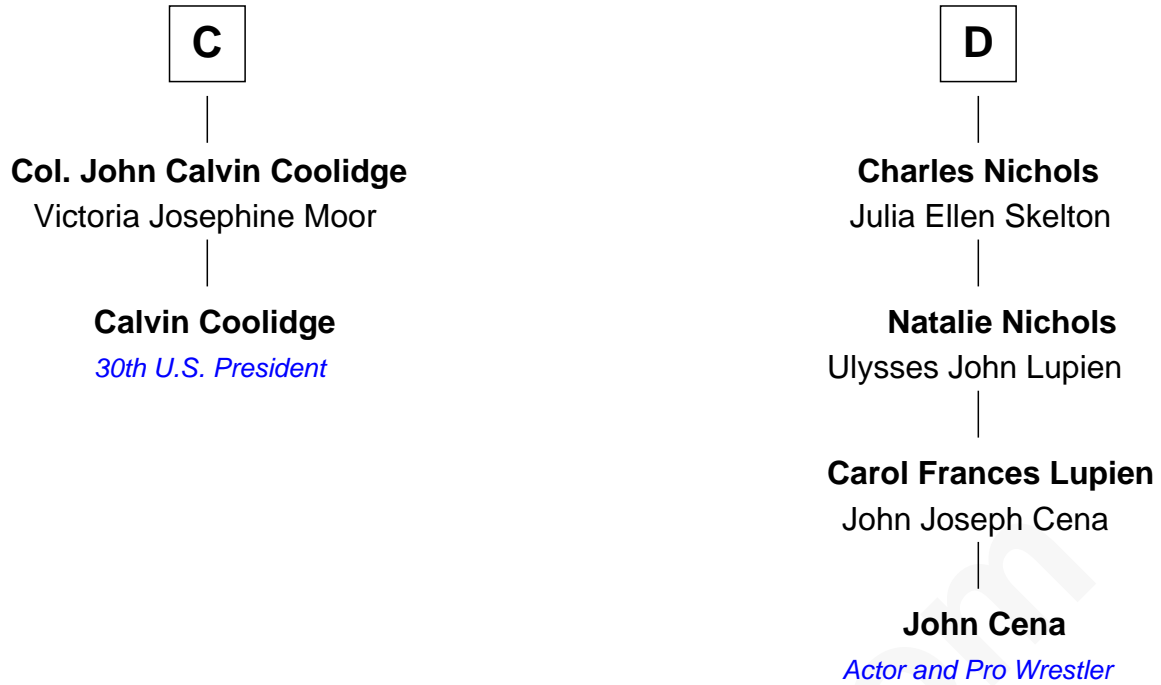 C
Col. John Calvin Coolidge
Victoria Josephine Moor
Calvin Coolidge
30th U.S. President
D
Charles Nichols
Julia Ellen Skelton
Natalie Nichols
Ulysses John Lupien
Carol Frances Lupien
John Joseph Cena
John Cena
Actor and Pro Wrestler